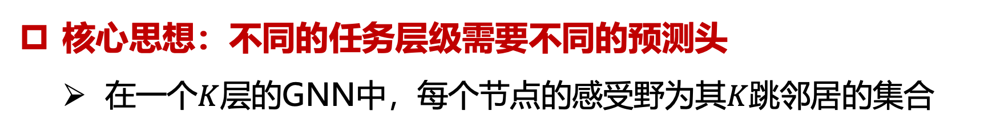 核心思想：不同的任务层级需要不同的预测头
在一个K层的GNN中，每个节点的感受野为其K跳邻居的集合